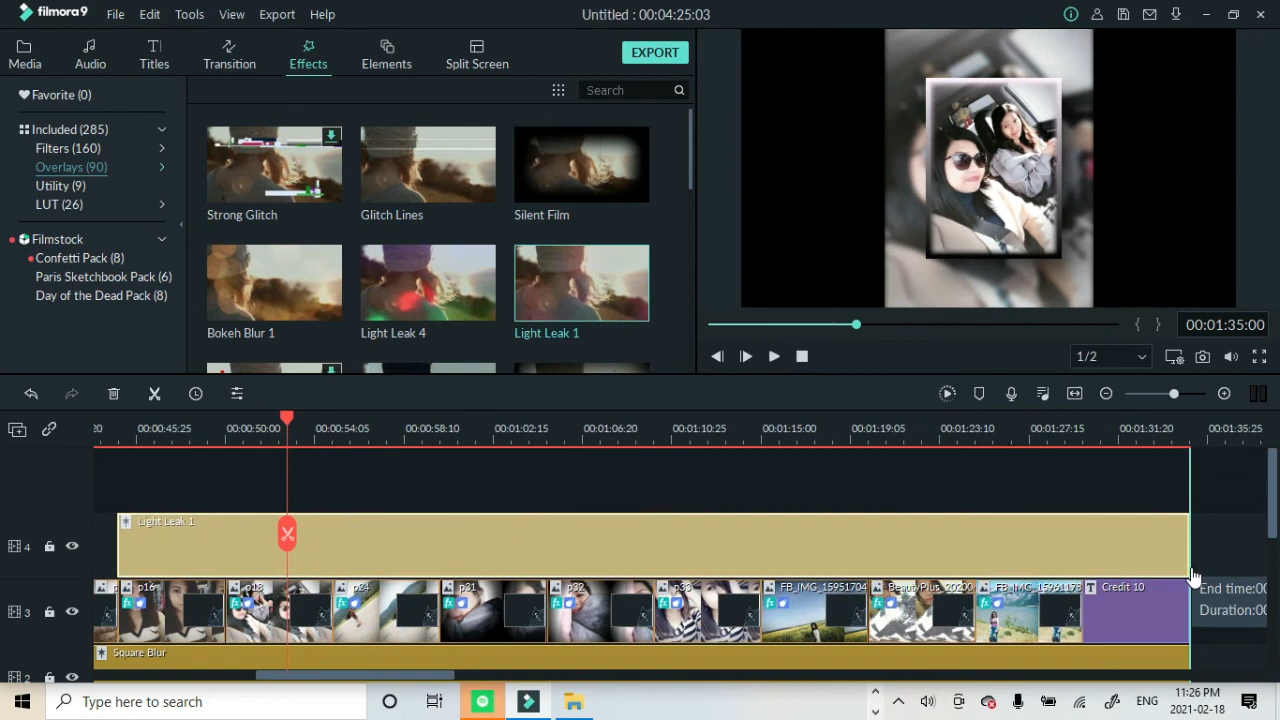 filmora9
File
Edit
Tools
View
Export
Help
Untitled : 00:04:25:03
Media
Audio
Titles
Transition
Effects
Elements
Split Screen
EXPORT
Favorite (0)
Search
Included (285)
Filters (160)
Overlays (90)
Utility (9)
LUT (26)
Filmstock
Confetti Pack (8)
Paris Sketchbook Pack (6)
Day of the Dead Pack (8)
Strong Glitch
Glitch Lines
Silent Film
Bokeh Blur 1
Light Leak 4
Light Leak 1
00:01:35:00
1/2
20
00:00:45:25
00:00:50:00
00:00:54:05
00:00:58:10
00:01:02:15
00:01:06:20
00:01:10:25
00:01:15:00
00:01:19:05
00:01:23:10
00:01:27:15
00:01:31:20
00:01:35:25
Light Leak 1
4
p
p16
p18
p24
p31
p32
p33
FB_IMG_15951704
BeautyPlus_20200
FB_IMG_15961178
Credit 10
End time:00
Duration:00
3
Square Blur
2
Type here to search
ENG
11:26 PM
2021-02-18